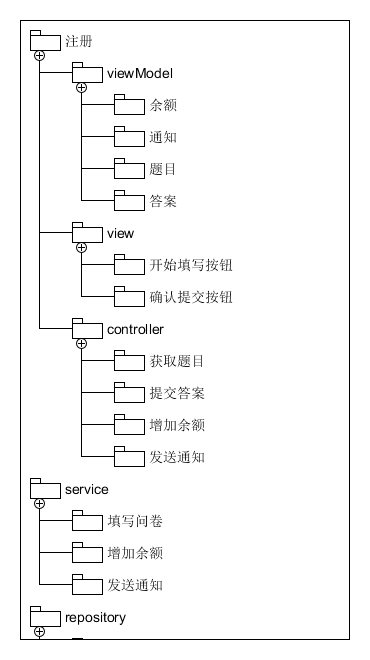 注册
viewModel
余额
通知
题目
答案
view
开始填写按钮
确认提交按钮
controller
获取题目
提交答案
增加余额
发送通知
service
填写问卷
增加余额
发送通知
repository